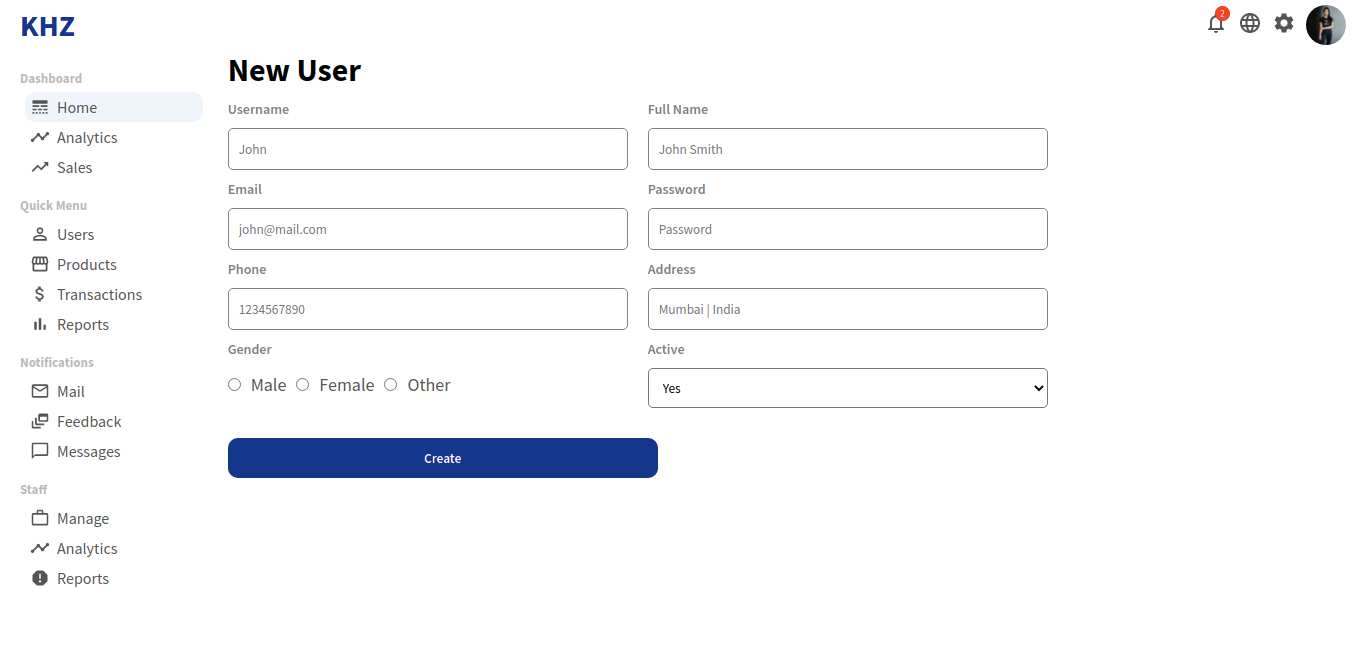 KHZ
2
Dashboard
Home
Analytics
Sales
Quick Menu
Users
Products
Transactions
Reports
Notifications
Mail
Feedback
Messages
Staff
Manage
Analytics
Reports
New User
Username
Full Name
John
John Smith
Email
Password
john@mail.com
Password
Phone
Address
1234567890
Mumbai | India
Gender
Active
Male Female Other
Yes
Create